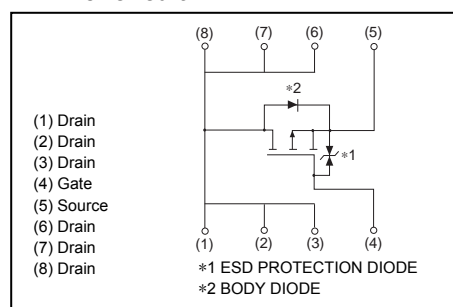 (8) (7) (6) (5)
∗2
∗1
(1) Drain
(2) Drain
(3) Drain
(4) Gate
(5) Source
(6) Drain
(7) Drain
(8) Drain
(1) (2) (3) (4)
∗1 ESD PROTECTION DIODE
∗2 BODY DIODE